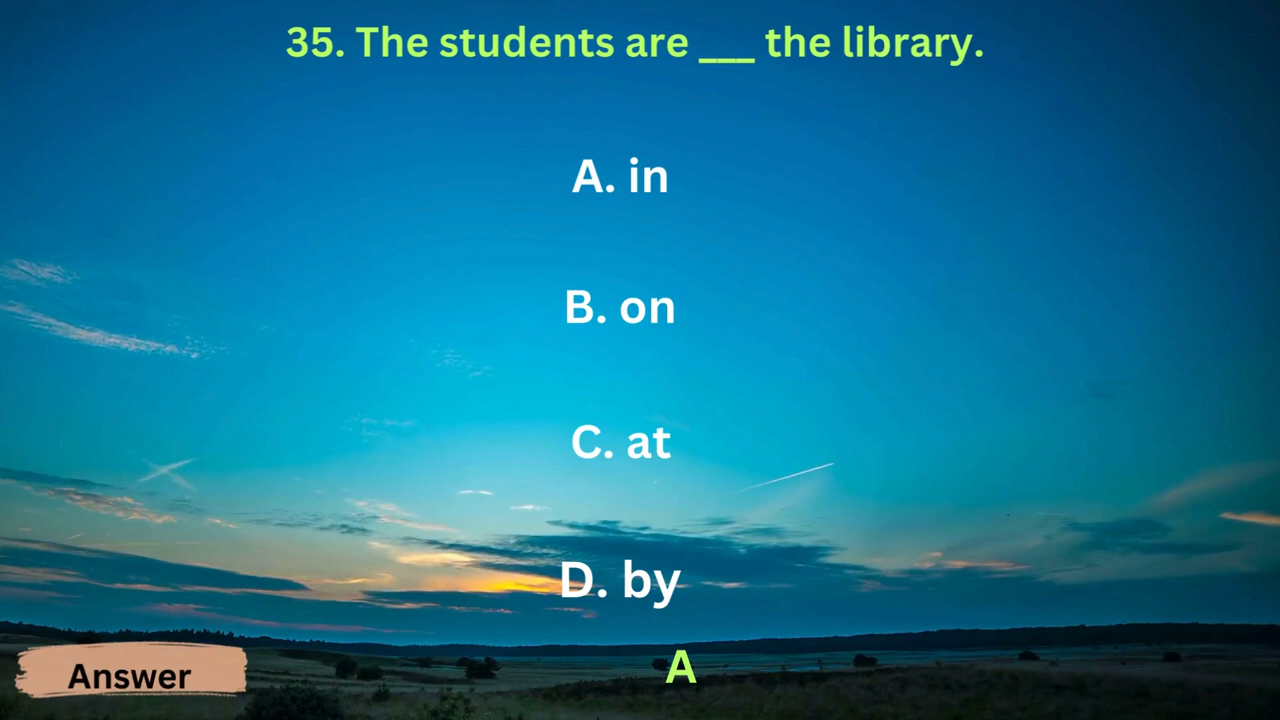 35. The students are ___ the library.
A. in
B. on
C. at
D. by
Answer
A